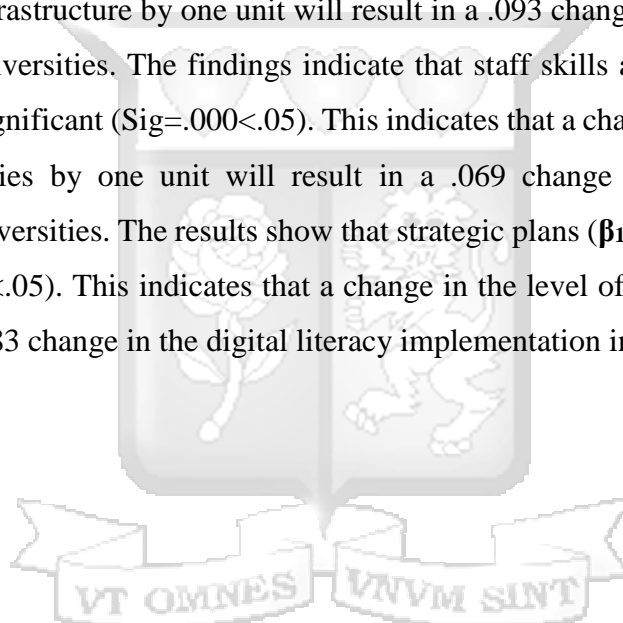 rastructure by one unit will result in a .093 chang
iversities. The findings indicate that staff skills a
gnificant (Sig=.000<.05). This indicates that a cha
ies by one unit will result in a .069 change
versities. The results show that strategic plans (β₁
<.05). This indicates that a change in the level of
83 change in the digital literacy implementation in
VT OMNES VNVM SINT